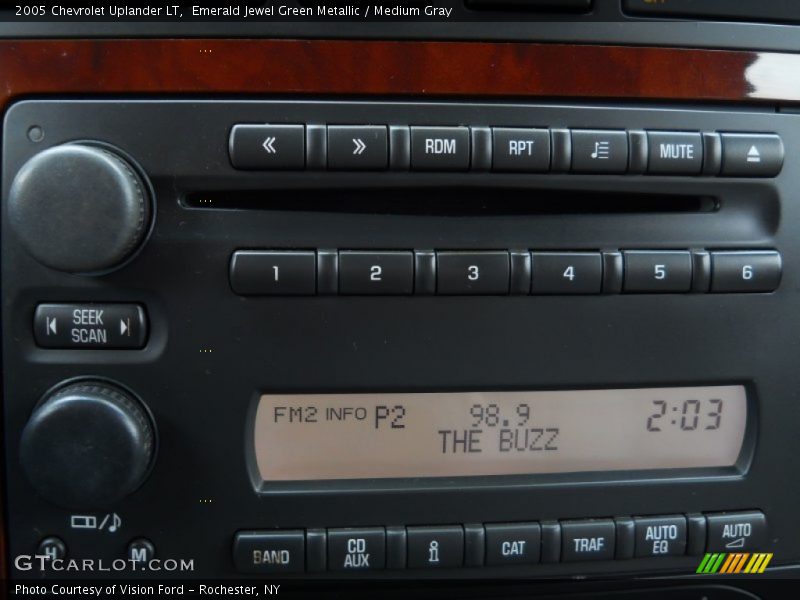 2005 Chevrolet Uplander LT, Emerald Jewel Green Metallic / Medium Gray
RDM RPT MUTE
1 2 3 4 5 6
SEEK
SCAN
FM2 INFO P2 98.9 2:03
THE BUZZ
H M
BAND CD AUX i CAT TRAF AUTO EQ AUTO
GTCARLOT.COM
Photo Courtesy of Vision Ford - Rochester, NY